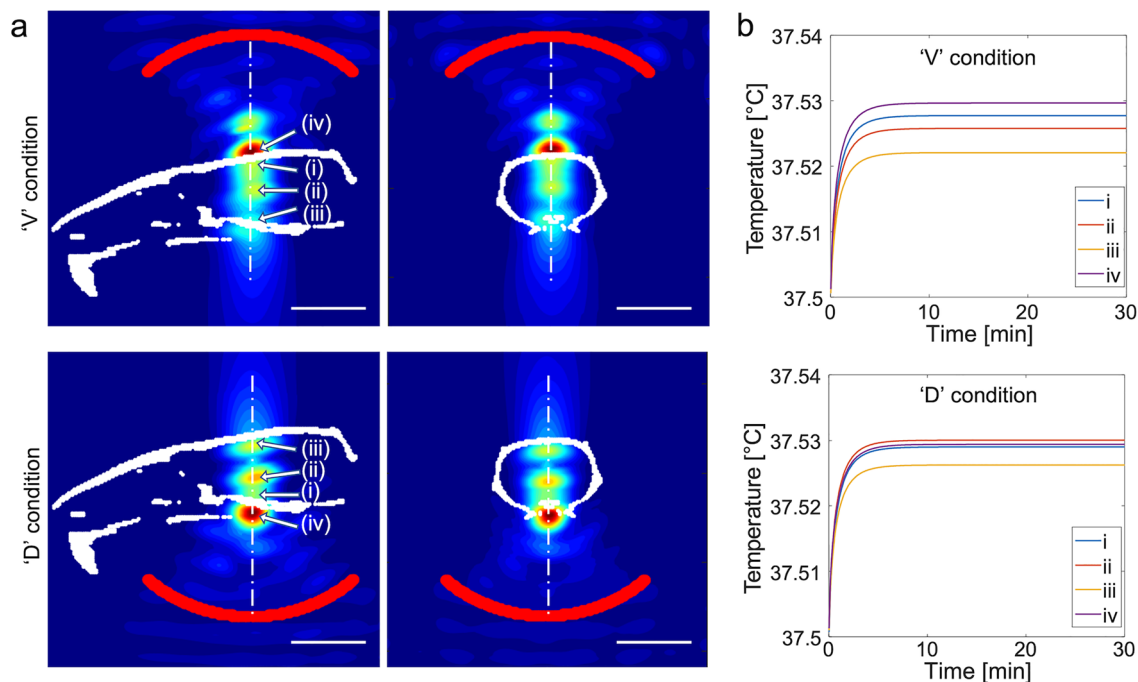 a
'V' condition
(iv)
(i)
(ii)
(iii)
'D' condition
(iii)
(ii)
(i)
(iv)
b
'V' condition
Temperature [°C]
37.54
37.53
37.52
37.51
37.5
0
10
20
30
Time [min]
i
ii
iii
iv
'D' condition
Temperature [°C]
37.54
37.53
37.52
37.51
37.5
0
10
20
30
Time [min]
i
ii
iii
iv